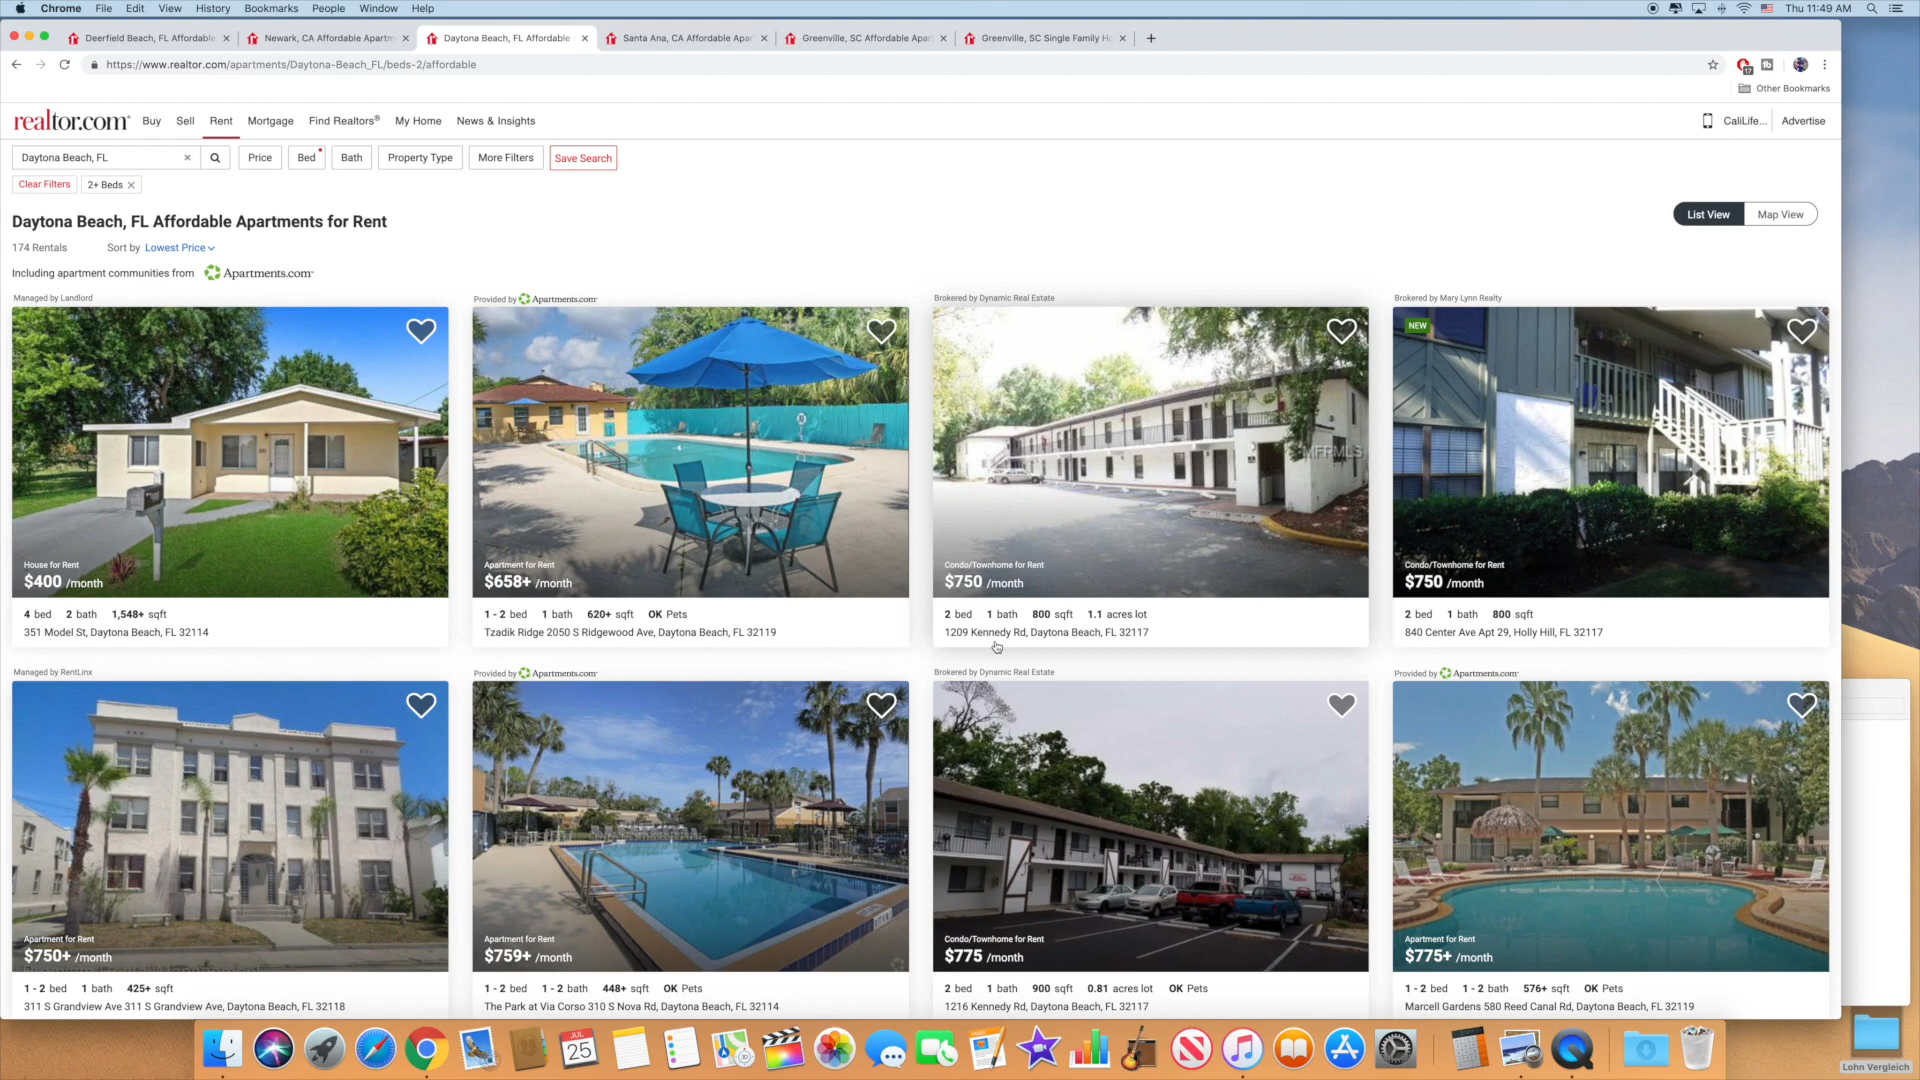 Chrome File Edit View History Bookmarks People Window Help Thu 11:49 AM
Deerfield Beach, FL Affordable Newark, CA Affordable Apartm Daytona Beach, FL Affordable Santa Ana, CA Affordable Apar Greenville, SC Affordable Apar Greenville, SC Single Family Ho
https://www.realtor.com/apartments/Daytona-Beach_FL/beds-2/affordable
Other Bookmarks
realtor.com® Buy Sell Rent Mortgage Find Realtors® My Home News & Insights CaliLife... Advertise
Daytona Beach, FL Price Bed Bath Property Type More Filters Save Search
Clear Filters 2+ Beds
Daytona Beach, FL Affordable Apartments for Rent List View Map View
174 Rentals Sort by Lowest Price
Including apartment communities from Apartments.com
Managed by Landlord Provided by Apartments.com Brokered by Dynamic Real Estate Brokered by Mary Lynn Realty
NEW
MFRMLS
House for Rent Apartment for Rent Condo/Townhome for Rent Condo/Townhome for Rent
$400 /month $658+ /month $750 /month $750 /month
4 bed 2 bath 1,548+ sqft 1 - 2 bed 1 bath 620+ sqft OK Pets 2 bed 1 bath 800 sqft 1.1 acres lot 2 bed 1 bath 800 sqft
351 Model St, Daytona Beach, FL 32114 Tzadik Ridge 2050 S Ridgewood Ave, Daytona Beach, FL 32119 1209 Kennedy Rd, Daytona Beach, FL 32117 840 Center Ave Apt 29, Holly Hill, FL 32117
Managed by RentLinx Provided by Apartments.com Brokered by Dynamic Real Estate Provided by Apartments.com
Apartment for Rent Apartment for Rent Condo/Townhome for Rent Apartment for Rent
$750+ /month $759+ /month $775 /month $775+ /month
1 - 2 bed 1 bath 425+ sqft 1 - 2 bed 1 - 2 bath 448+ sqft OK Pets 2 bed 1 bath 900 sqft 0.81 acres lot OK Pets 1 - 2 bed 1 - 2 bath 576+ sqft OK Pets
311 S Grandview Ave 311 S Grandview Ave, Daytona Beach, FL 32118 The Park at Via Corso 310 S Nova Rd, Daytona Beach, FL 32114 1216 Kennedy Rd, Daytona Beach, FL 32117 Marcell Gardens 580 Reed Canal Rd, Daytona Beach, FL 32119
JUL
25
Lohn Vergleich